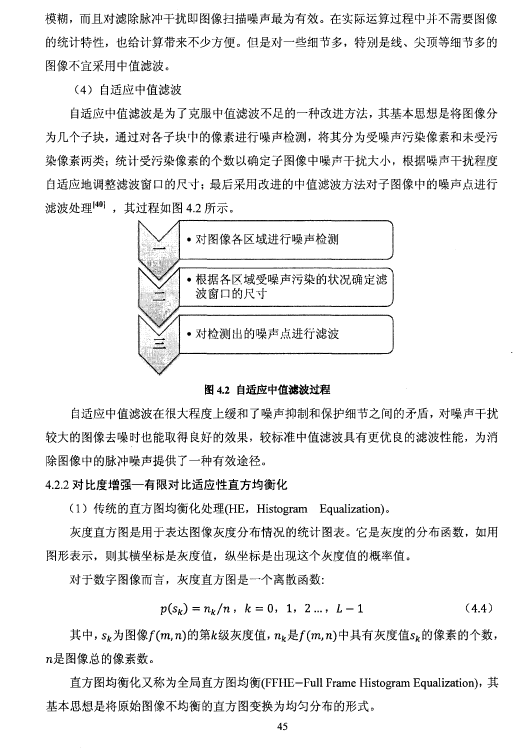 模糊，而且对滤除脉冲干扰即图像扫描噪声最为有效。在实际运算过程中并不需要图像
的统计特性，也给计算带来不少方便。但是对一些细节多，特别是线、尖顶等细节多的
图像不宜采用中值滤波。
（4）自适应中值滤波
自适应中值滤波是为了克服中值滤波不足的一种改进方法，其基本思想是将图像分
为几个子块，通过对各子块中的像素进行噪声检测，将其分为受噪声污染像素和未受污
染像素两类；统计受污染像素的个数以确定子图像中噪声干扰大小，根据噪声干扰程度
自适应地调整滤波窗口的尺寸；最后采用改进的中值滤波方法对子图像中的噪声点进行
滤波处理[40]，其过程如图 4.2 所示。
一
• 对图像各区域进行噪声检测
二
• 根据各区域受噪声污染的状况确定滤
波窗口的尺寸
三
• 对检测出的噪声点进行滤波
图 4.2 自适应中值滤波过程
自适应中值滤波在很大程度上缓和了噪声抑制和保护细节之间的矛盾，对噪声干扰
较大的图像去噪时也能取得良好的效果，较标准中值滤波具有更优良的滤波性能，为消
除图像中的脉冲噪声提供了一种有效途径。
4.2.2 对比度增强—有限对比适应性直方均衡化
（1）传统的直方图均衡化处理(HE，Histogram Equalization)。
灰度直方图是用于表达图像灰度分布情况的统计图表。它是灰度的分布函数，如用
图形表示，则其横坐标是灰度值，纵坐标是出现这个灰度值的概率值。
对于数字图像而言，灰度直方图是一个离散函数:
p(sₖ) = nₖ/n，k = 0，1，2 …，L − 1 （4.4）
其中，sₖ为图像f(m,n)的第k级灰度值，nₖ是f(m,n)中具有灰度值sₖ的像素的个数，
n是图像总的像素数。
直方图均衡化又称为全局直方图均衡(FFHE−Full Frame Histogram Equalization)，其
基本思想是将原始图像不均衡的直方图变换为均匀分布的形式。
45